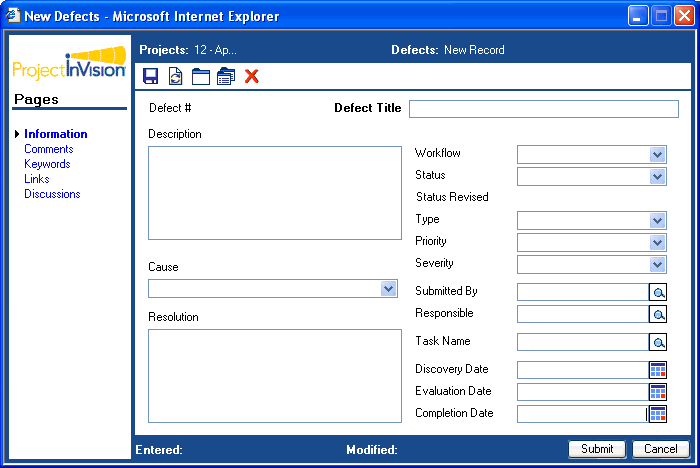 New Defects - Microsoft Internet Explorer
ProjectinVision
Pages
Information
Comments
Keywords
Links
Discussions
Projects: 12 - Ap... Defects: New Record
Defect # Defect Title
Description
Cause
Resolution
Workflow
Status
Status Revised
Type
Priority
Severity
Submitted By
Responsible
Task Name
Discovery Date
Evaluation Date
Completion Date
Entered: Modified: Submit Cancel